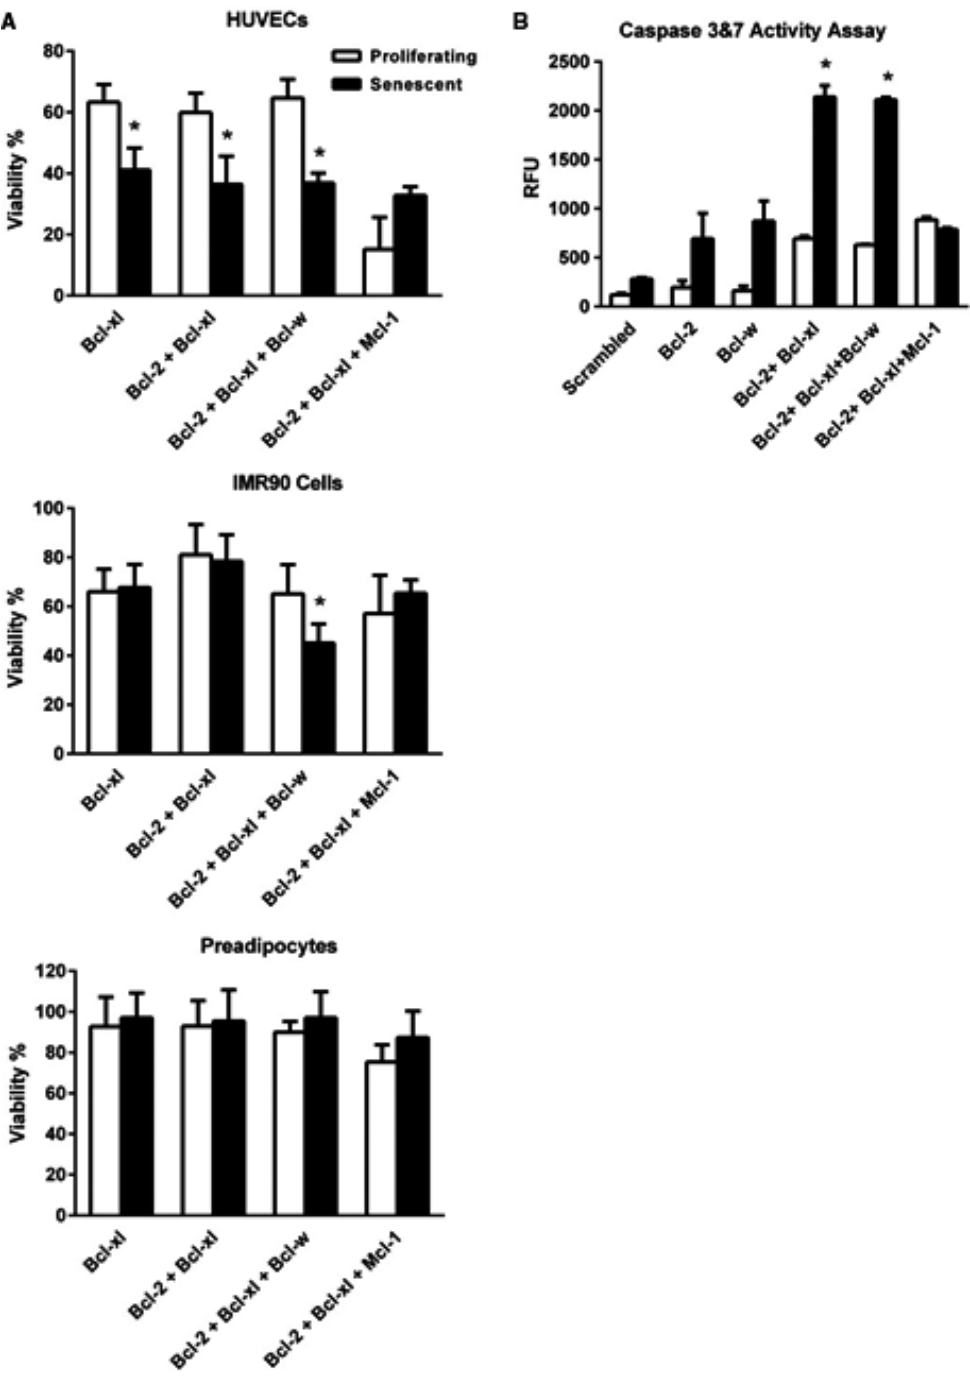 A
HUVECs
Proliferating
Senescent
Viability %
80
60
40
20
0
*
*
*
Bcl-xl
Bcl-2 + Bcl-xl
Bcl-2 + Bcl-xl + Bcl-w
Bcl-2 + Bcl-xl + Mcl-1
B
Caspase 3&7 Activity Assay
RFU
2500
2000
1500
1000
500
0
*
*
Scrambled
Bcl-2
Bcl-w
Bcl-2+ Bcl-xl
Bcl-2+ Bcl-xl+Bcl-w
Bcl-2+ Bcl-xl+Mcl-1
IMR90 Cells
Viability %
100
80
60
40
20
0
*
Bcl-xl
Bcl-2 + Bcl-xl
Bcl-2 + Bcl-xl + Bcl-w
Bcl-2 + Bcl-xl + Mcl-1
Preadipocytes
Viability %
120
100
80
60
40
20
0
Bcl-xl
Bcl-2 + Bcl-xl
Bcl-2 + Bcl-xl + Bcl-w
Bcl-2 + Bcl-xl + Mcl-1